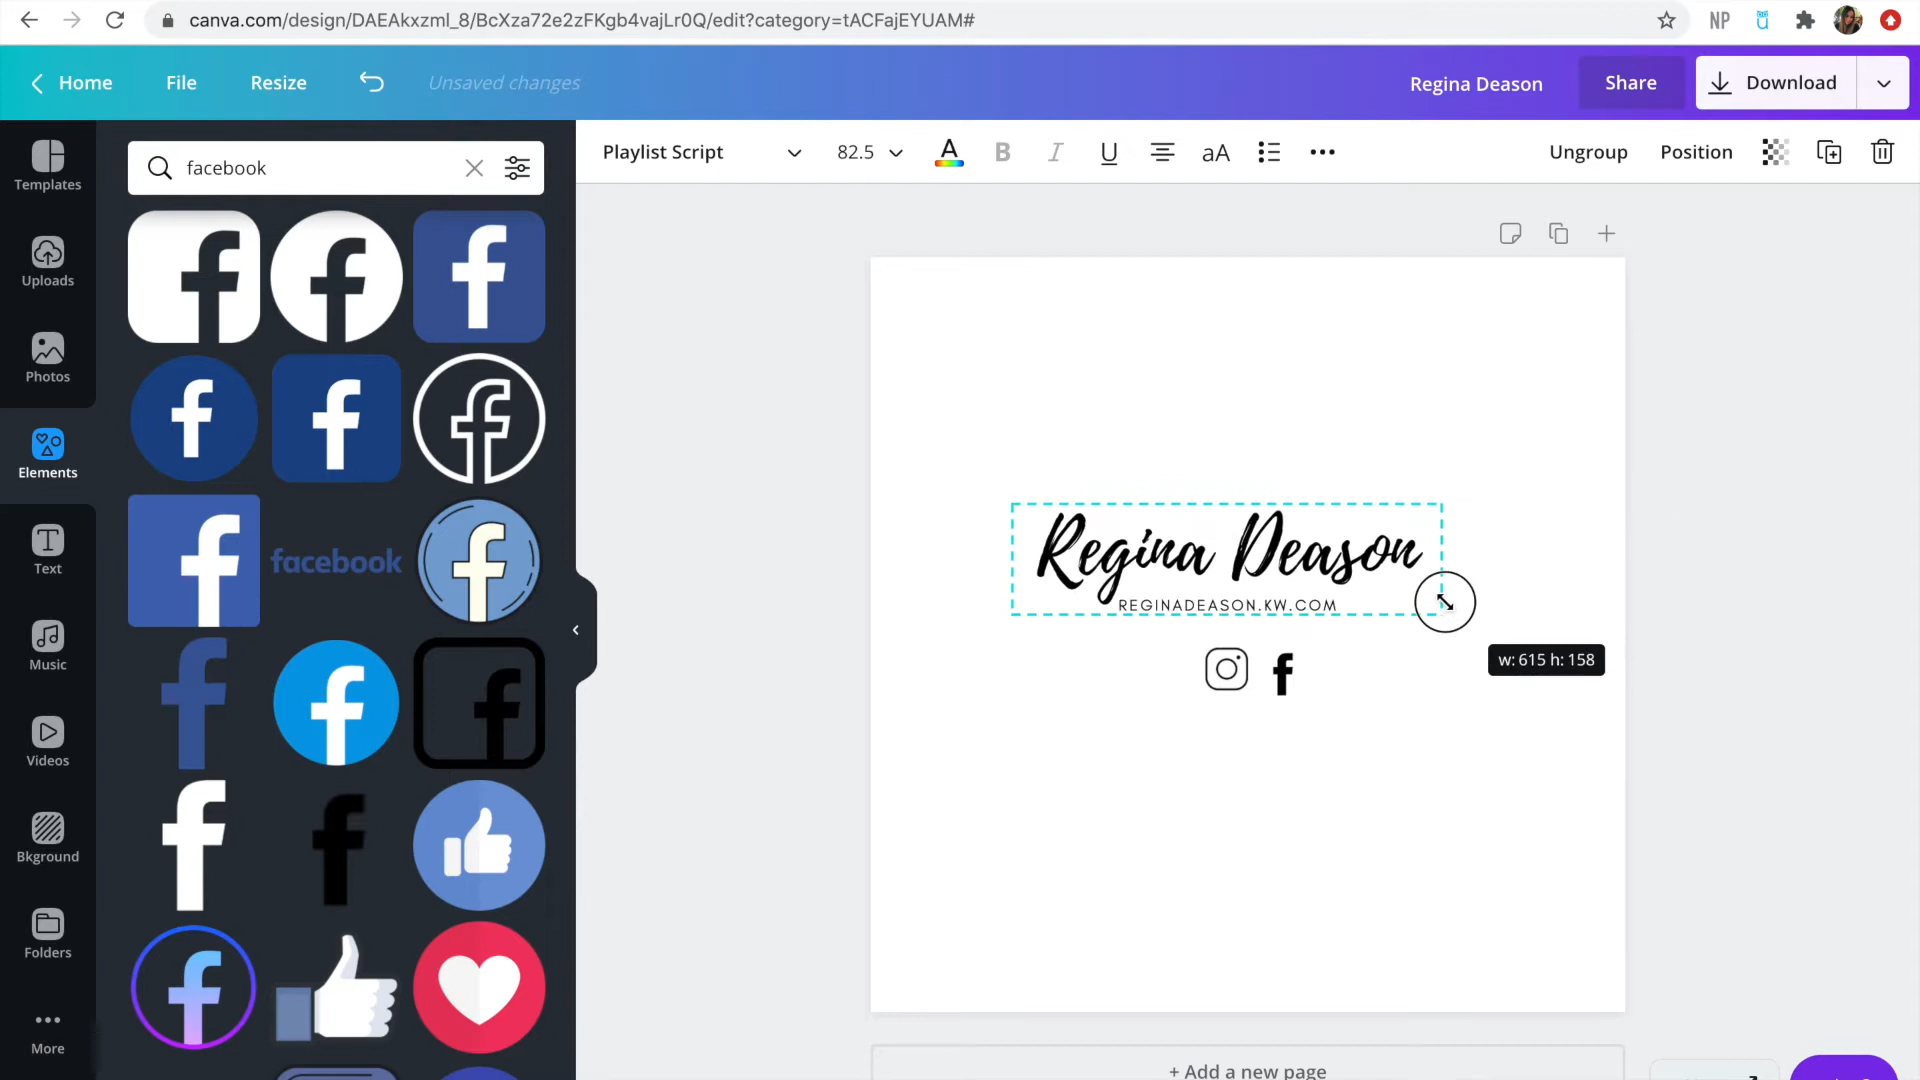 canva.com/design/DAEAkxzml_8/BcXza72e2zFKgb4vajLr0Q/edit?category=tACFajEYUAM#
NP
Home
File
Resize
Unsaved changes
Regina Deason
Share
Download
Templates
Uploads
Photos
Elements
Text
Music
Videos
Bkground
Folders
More
facebook
facebook
Playlist Script
82.5
A
B
I
U
aA
Ungroup
Position
Regina Deason
REGINADEASON.KW.COM
w: 615 h: 158
+ Add a new page